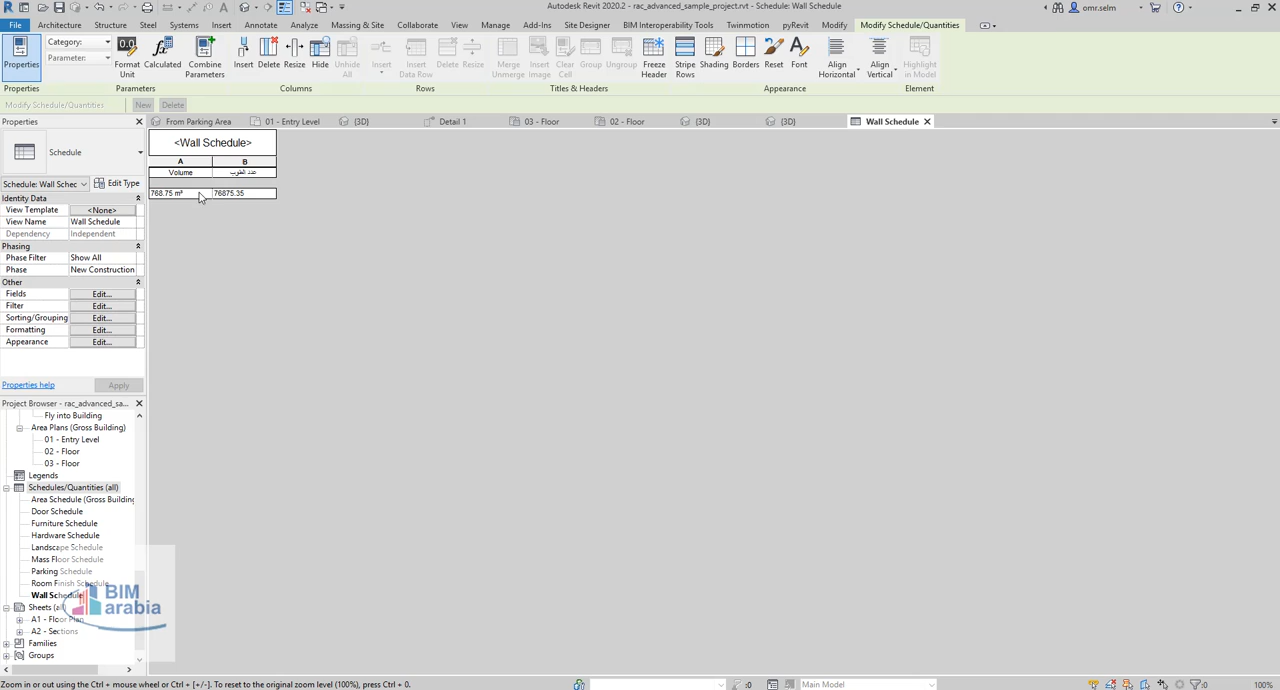 Autodesk Revit 2020.2 - rac_advanced_sample_project.rvt - Schedule: Wall Schedule
omr.selm
File Architecture Structure Steel Systems Insert Annotate Analyze Massing & Site Collaborate View Manage Add-Ins Site Designer BIM Interoperability Tools Twinmotion pyRevit Modify Modify Schedule/Quantities
Category:
Parameter:
Properties
Format Unit
Calculated
Combine Parameters
Insert
Delete
Resize
Hide
Unhide All
Insert
Insert Data Row
Delete
Resize
Merge Unmerge
Insert Image
Clear Cell
Group
Ungroup
Freeze Header
Stripe Rows
Shading
Borders
Reset
Font
Align Horizontal
Align Vertical
Highlight in Model
Properties Parameters Columns Rows Titles & Headers Appearance Element
Modify Schedule/Quantities New Delete
Properties
From Parking Area 01 - Entry Level {3D} Detail 1 03 - Floor 02 - Floor {3D} {3D} Wall Schedule
Schedule
Schedule: Wall Schec Edit Type
Identity Data
View Template <None>
View Name Wall Schedule
Dependency Independent
Phasing
Phase Filter Show All
Phase New Construction
Other
Fields Edit...
Filter Edit...
Sorting/Grouping Edit...
Formatting Edit...
Appearance Edit...
Properties help Apply
<Wall Schedule>
A B
Volume عدد الطوب
768.75 m³ 76875.35
Project Browser - rac_advanced_sa...
Fly into Building
Area Plans (Gross Building)
01 - Entry Level
02 - Floor
03 - Floor
Legends
Schedules/Quantities (all)
Area Schedule (Gross Building
Door Schedule
Furniture Schedule
Hardware Schedule
Landscape Schedule
Mass Floor Schedule
Parking Schedule
Room Finish Schedule
Wall Schedule
Sheets (all)
A1 - Floor Plan
A2 - Sections
Families
Groups
BIM
arabia
Zoom in or out using the Ctrl + mouse wheel or Ctrl + [+/-]. To reset to the original zoom level (100%), press Ctrl + 0.
:0 Main Model :0 100%